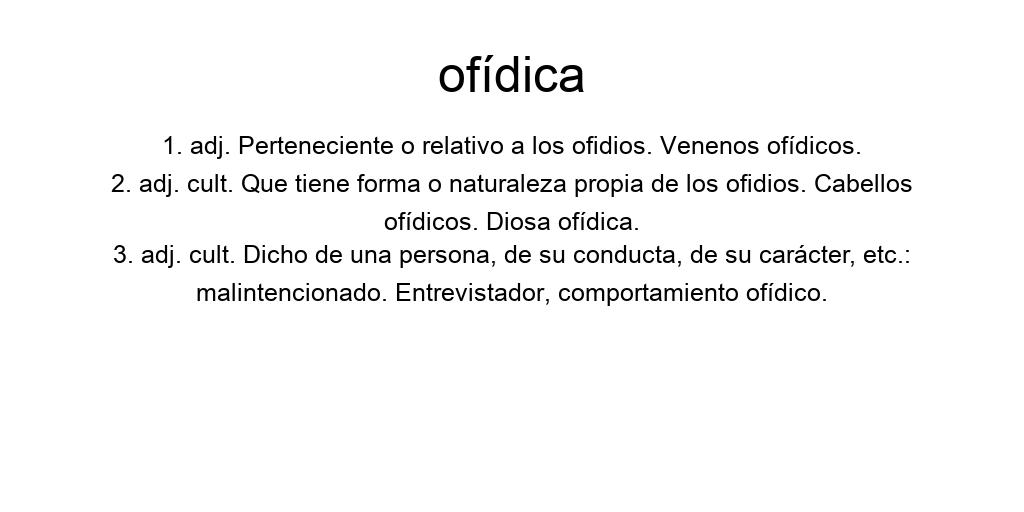 ofídica
1. adj. Perteneciente o relativo a los ofidios. Venenos ofídicos.
2. adj. cult. Que tiene forma o naturaleza propia de los ofidios. Cabellos
ofídicos. Diosa ofídica.
3. adj. cult. Dicho de una persona, de su conducta, de su carácter, etc.:
malintencionado. Entrevistador, comportamiento ofídico.